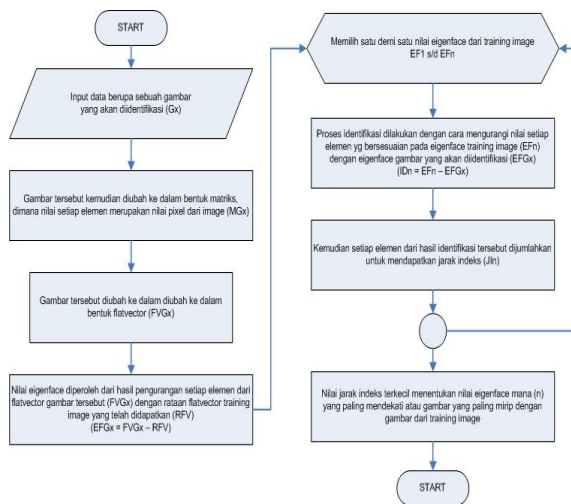 START
Input data berupa sebuah gambar
yang akan diidentifikasi (Gx)
Gambar tersebut kemudian diubah ke dalam bentuk matriks,
dimana nilai setiap elemen merupakan nilai pixel dari image (MGx)
Gambar tersebut diubah ke dalam diubah ke dalam
bentuk flatvector (FVGx)
Nilai eigenface diperoleh dari hasil pengurangan setiap elemen dari
flatvector gambar tersebut (FVGx) dengan rataan flatvector training
image yang telah didapatkan (RFV)
(EFGx = FVGx – RFV)
Memilih satu demi satu nilai eigenface dari training image
EF1 s/d EFn
Proses identifikasi dilakukan dengan cara mengurangi nilai setiap
elemen yg bersesuaian pada eigenface training image (EFn)
dengan eigenface gambar yang akan diidentifikasi (EFGx)
(IDn = EFn – EFGx)
Kemudian setiap elemen dari hasil identifikasi tersebut dijumlahkan
untuk mendapatkan jarak indeks (JIn)
Nilai jarak indeks terkecil menentukan nilai eigenface mana (n)
yang paling mendekati atau gambar yang paling mirip dengan
gambar dari training image
START